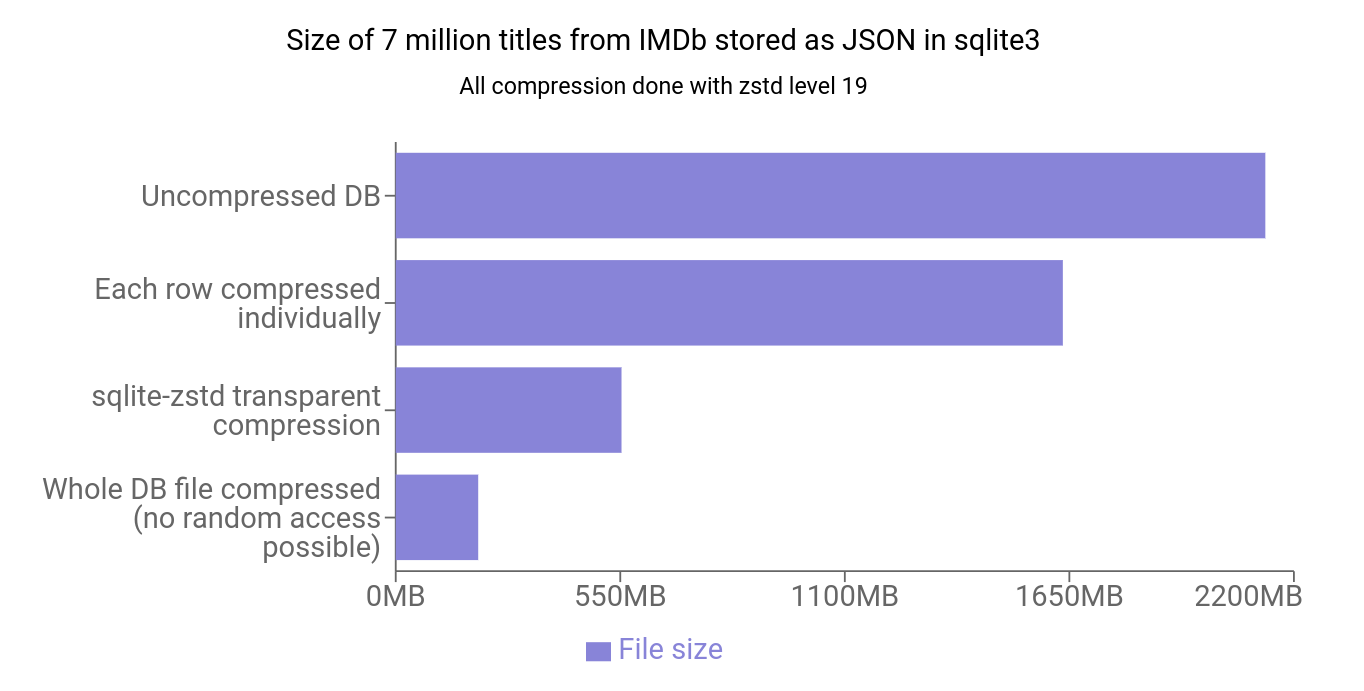 Size of 7 million titles from IMDb stored as JSON in sqlite3
All compression done with zstd level 19
Uncompressed DB
Each row compressed
individually
sqlite-zstd transparent
compression
Whole DB file compressed
(no random access
possible)
0MB
550MB
1100MB
1650MB
2200MB
File size